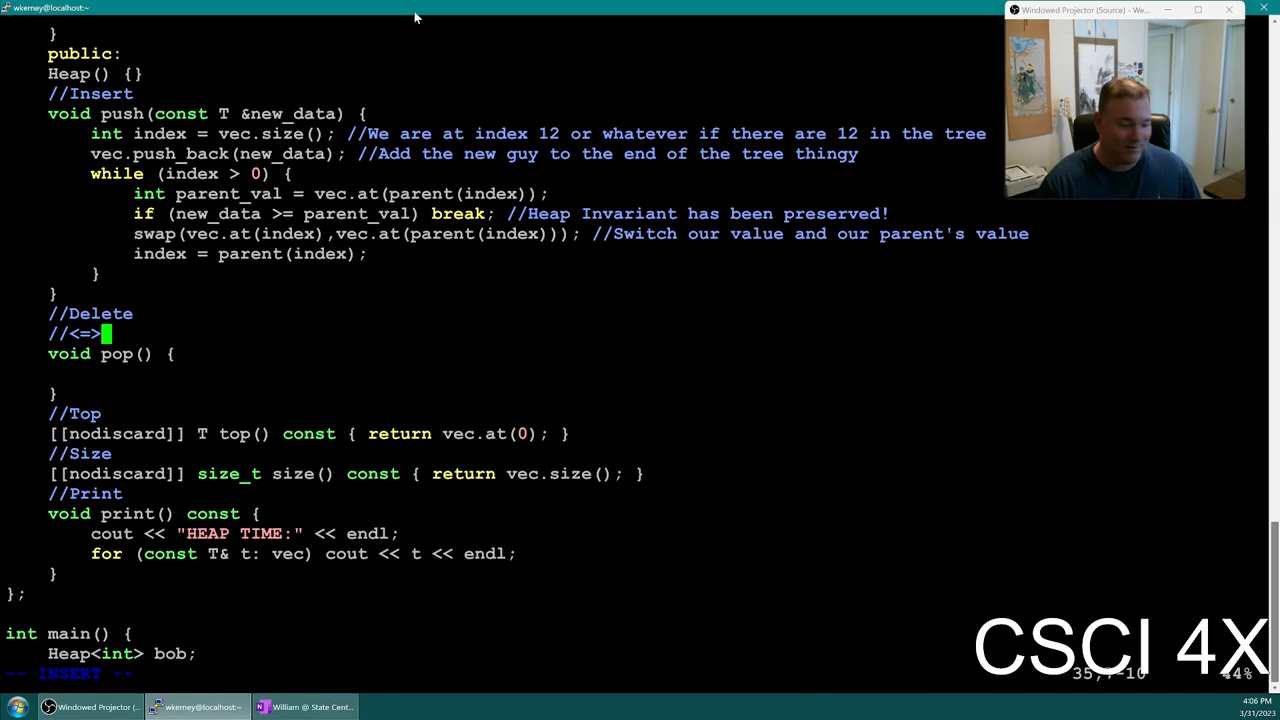 wkerney@localhost:~
Windowed Projector (Source) - We...
}
public:
Heap() {}
//Insert
void push(const T &new_data) {
int index = vec.size(); //We are at index 12 or whatever if there are 12 in the tree
vec.push_back(new_data); //Add the new guy to the end of the tree thingy
while (index > 0) {
int parent_val = vec.at(parent(index));
if (new_data >= parent_val) break; //Heap Invariant has been preserved!
swap(vec.at(index),vec.at(parent(index))); //Switch our value and our parent's value
index = parent(index);
}
}
//Delete
//<=>
void pop() {
}
//Top
[[nodiscard]] T top() const { return vec.at(0); }
//Size
[[nodiscard]] size_t size() const { return vec.size(); }
//Print
void print() const {
cout << "HEAP TIME:" << endl;
for (const T& t: vec) cout << t << endl;
}
};
int main() {
Heap<int> bob;
-- INSERT --
35,7-10
44%
CSCI 4X
Windowed Projector (...
wkerney@localhost:~
William @ State Cent...
4:06 PM
3/31/2023